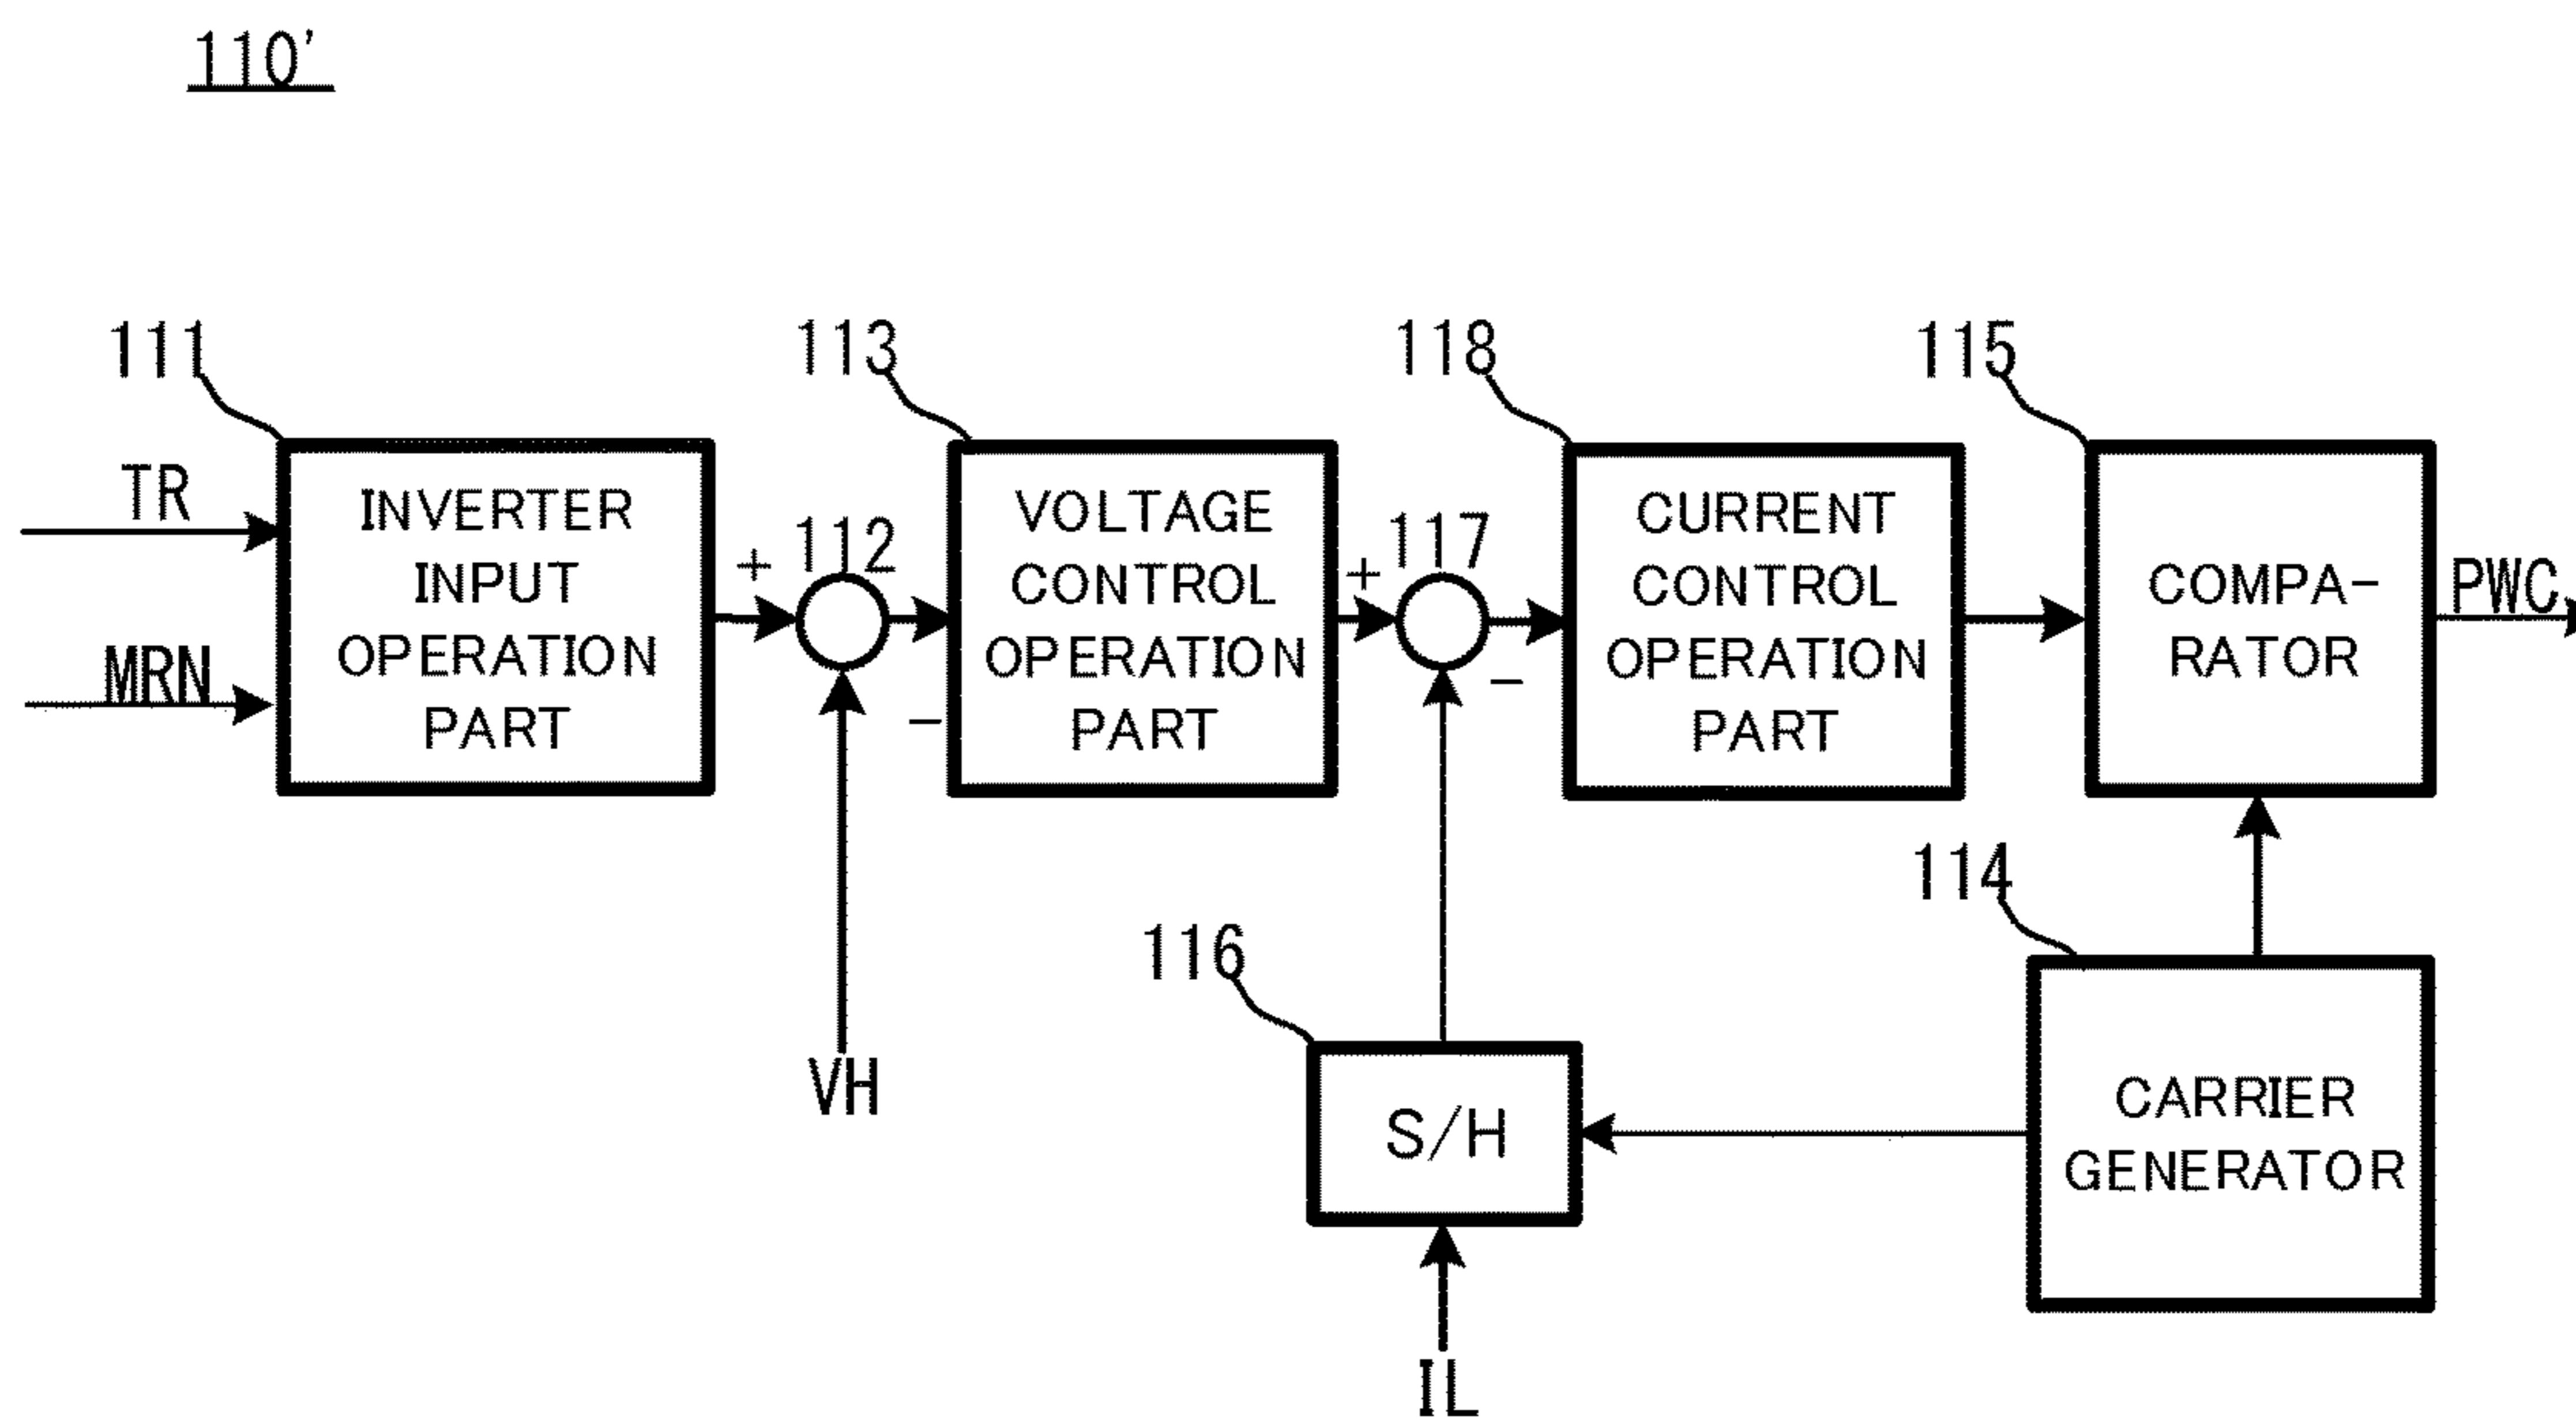 110'
111
TR
MRN
INVERTER
INPUT
OPERATION
PART
+
112
-
VH
113
VOLTAGE
CONTROL
OPERATION
PART
+
117
-
118
CURRENT
CONTROL
OPERATION
PART
115
COMPA-
RATOR
PWC
116
S/H
IL
114
CARRIER
GENERATOR